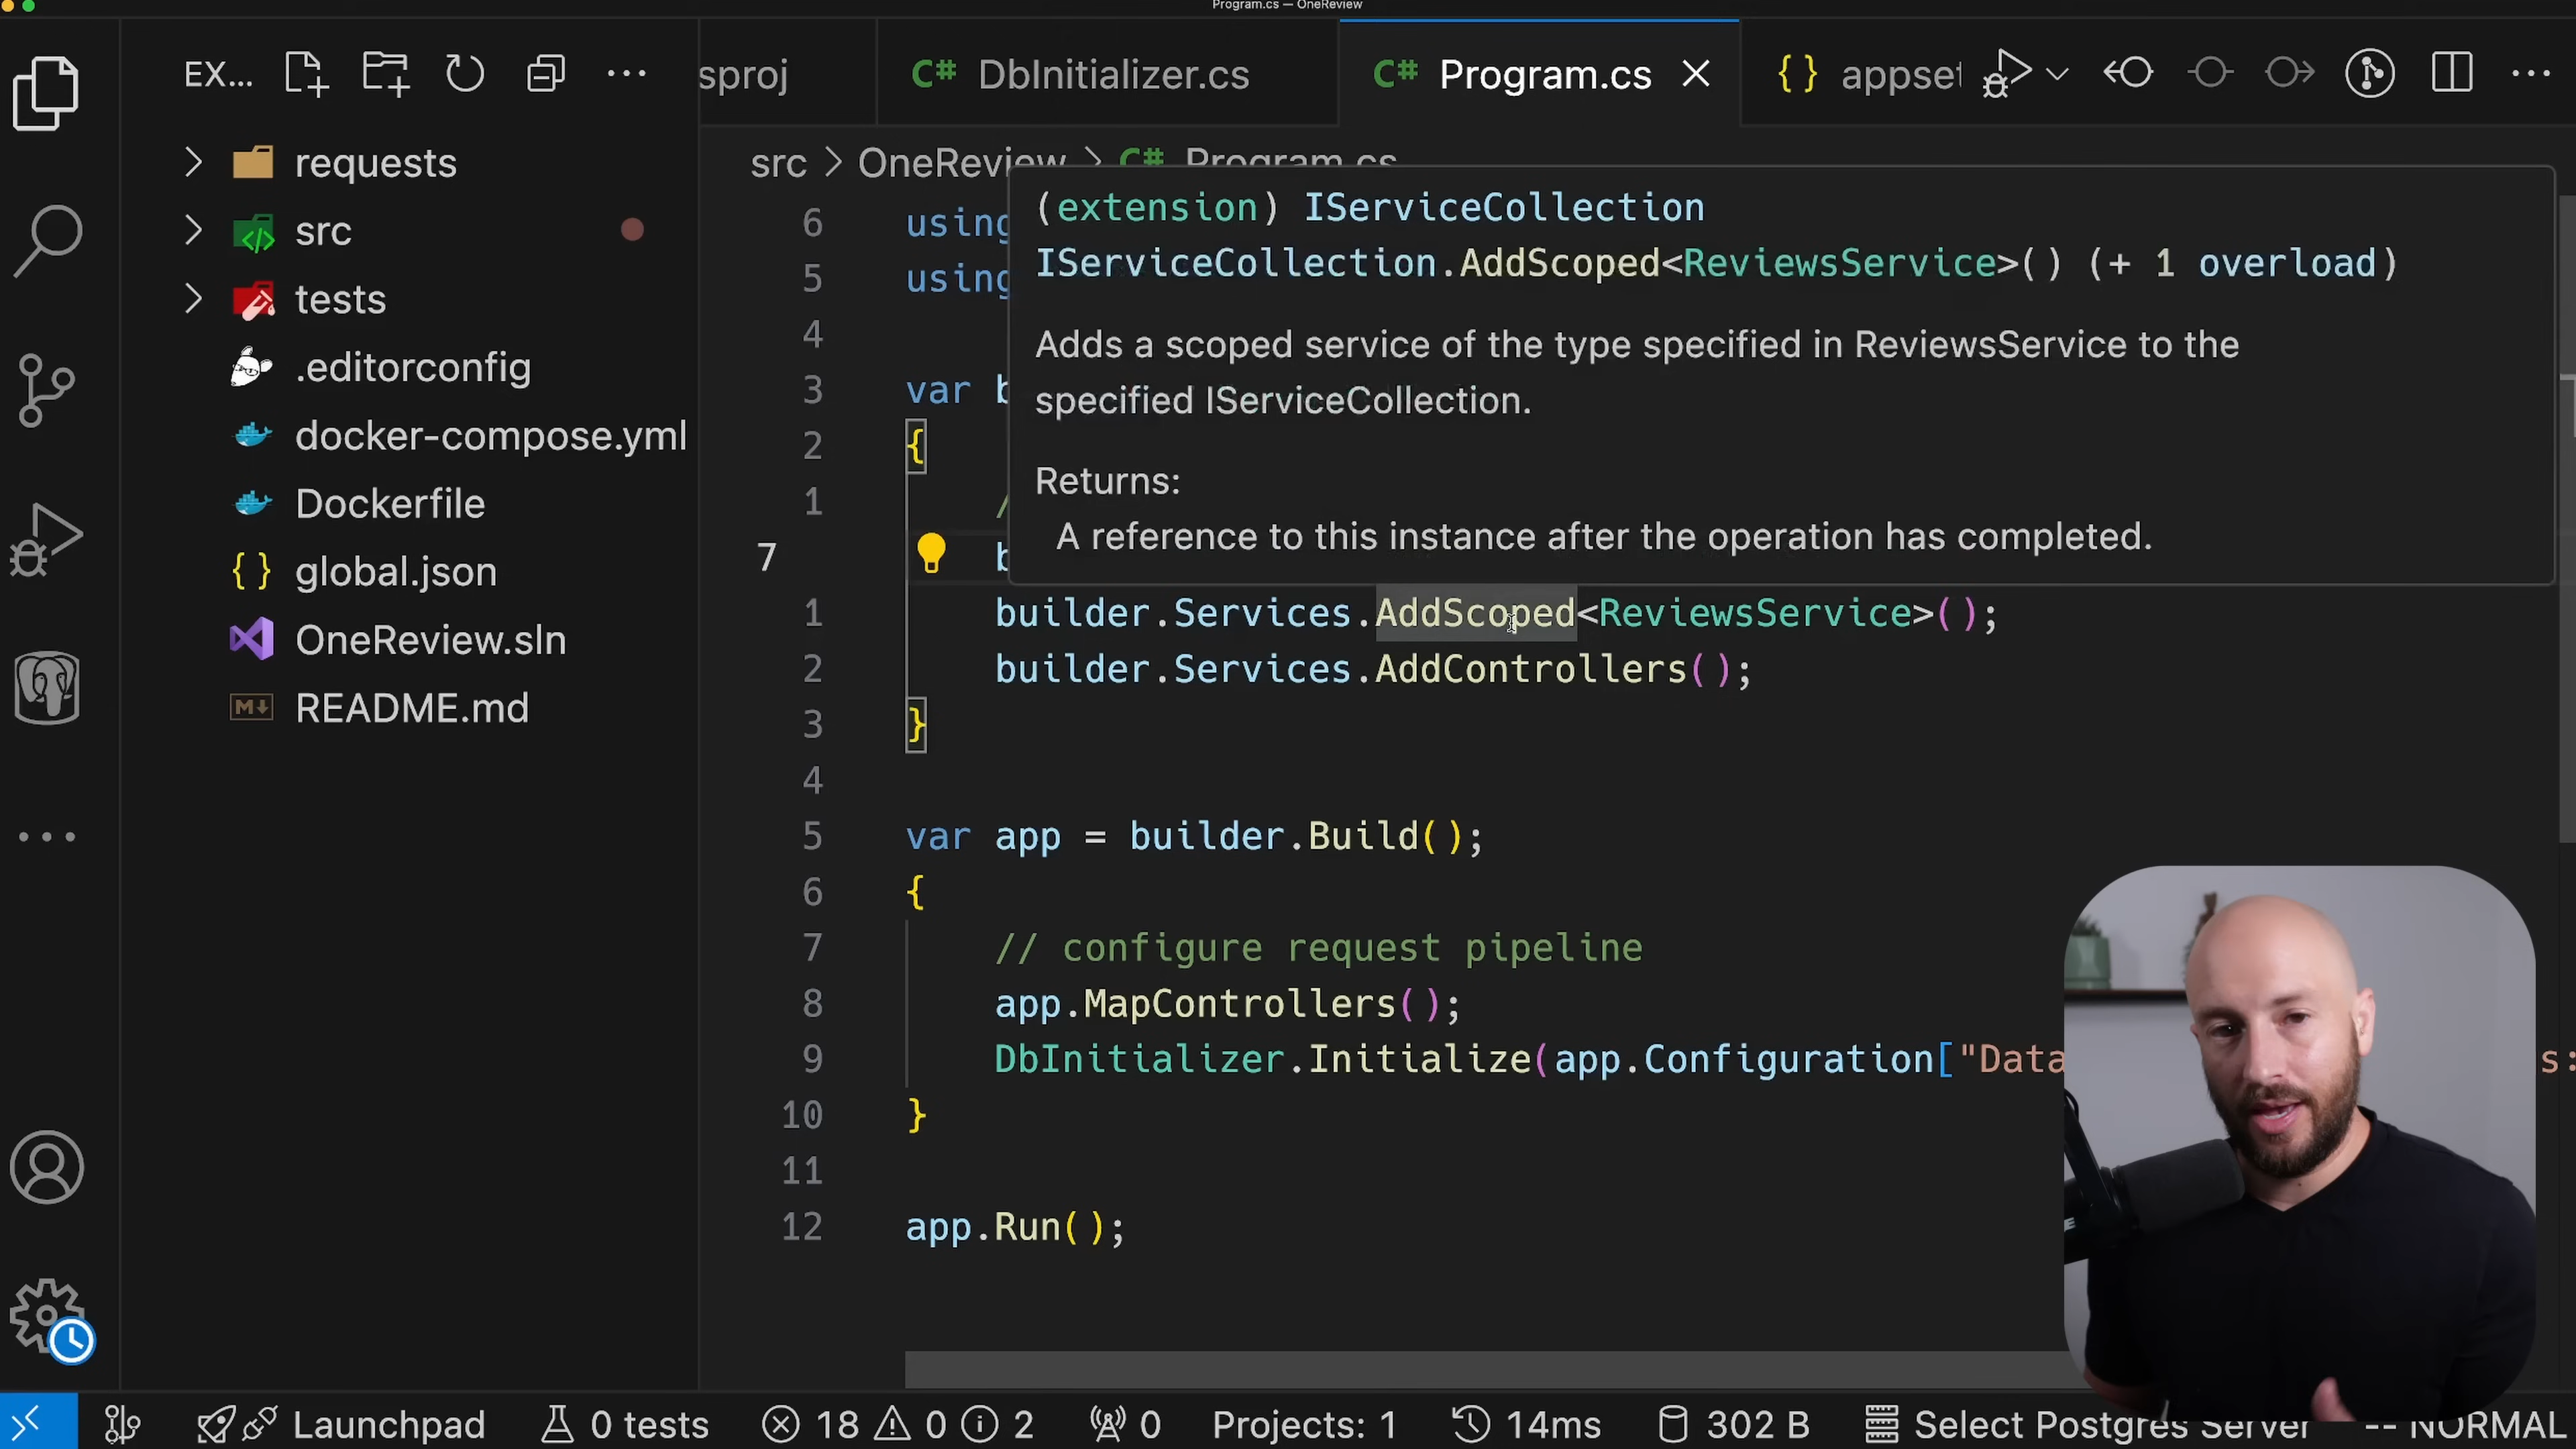 Program.cs — OneReview
EX...
sproj
DbInitializer.cs
Program.cs
appset
requests
src
tests
.editorconfig
docker-compose.yml
Dockerfile
global.json
OneReview.sln
README.md
src > OneReview > Program.cs
6 using
5 using
4
3 var b
2 {
1 /
7 b
(extension) IServiceCollection
IServiceCollection.AddScoped<ReviewsService>() (+ 1 overload)
Adds a scoped service of the type specified in ReviewsService to the
specified IServiceCollection.
Returns:
A reference to this instance after the operation has completed.
1 builder.Services.AddScoped<ReviewsService>();
2 builder.Services.AddControllers();
3 }
4
5 var app = builder.Build();
6 {
7 // configure request pipeline
8 app.MapControllers();
9 DbInitializer.Initialize(app.Configuration["Data s:
10 }
11
12 app.Run();
Launchpad 0 tests 18 0 2 0 Projects: 1 14ms 302 B Select Postgres Server -- NORMAL